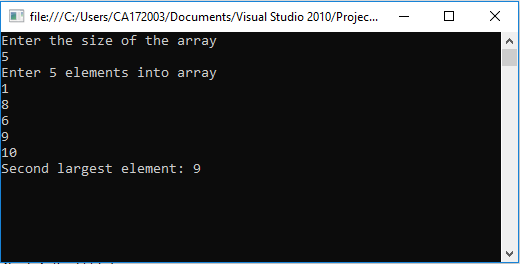 file:///C:/Users/CA172003/Documents/Visual Studio 2010/Projec...
Enter the size of the array
5
Enter 5 elements into array
1
8
6
9
10
Second largest element: 9